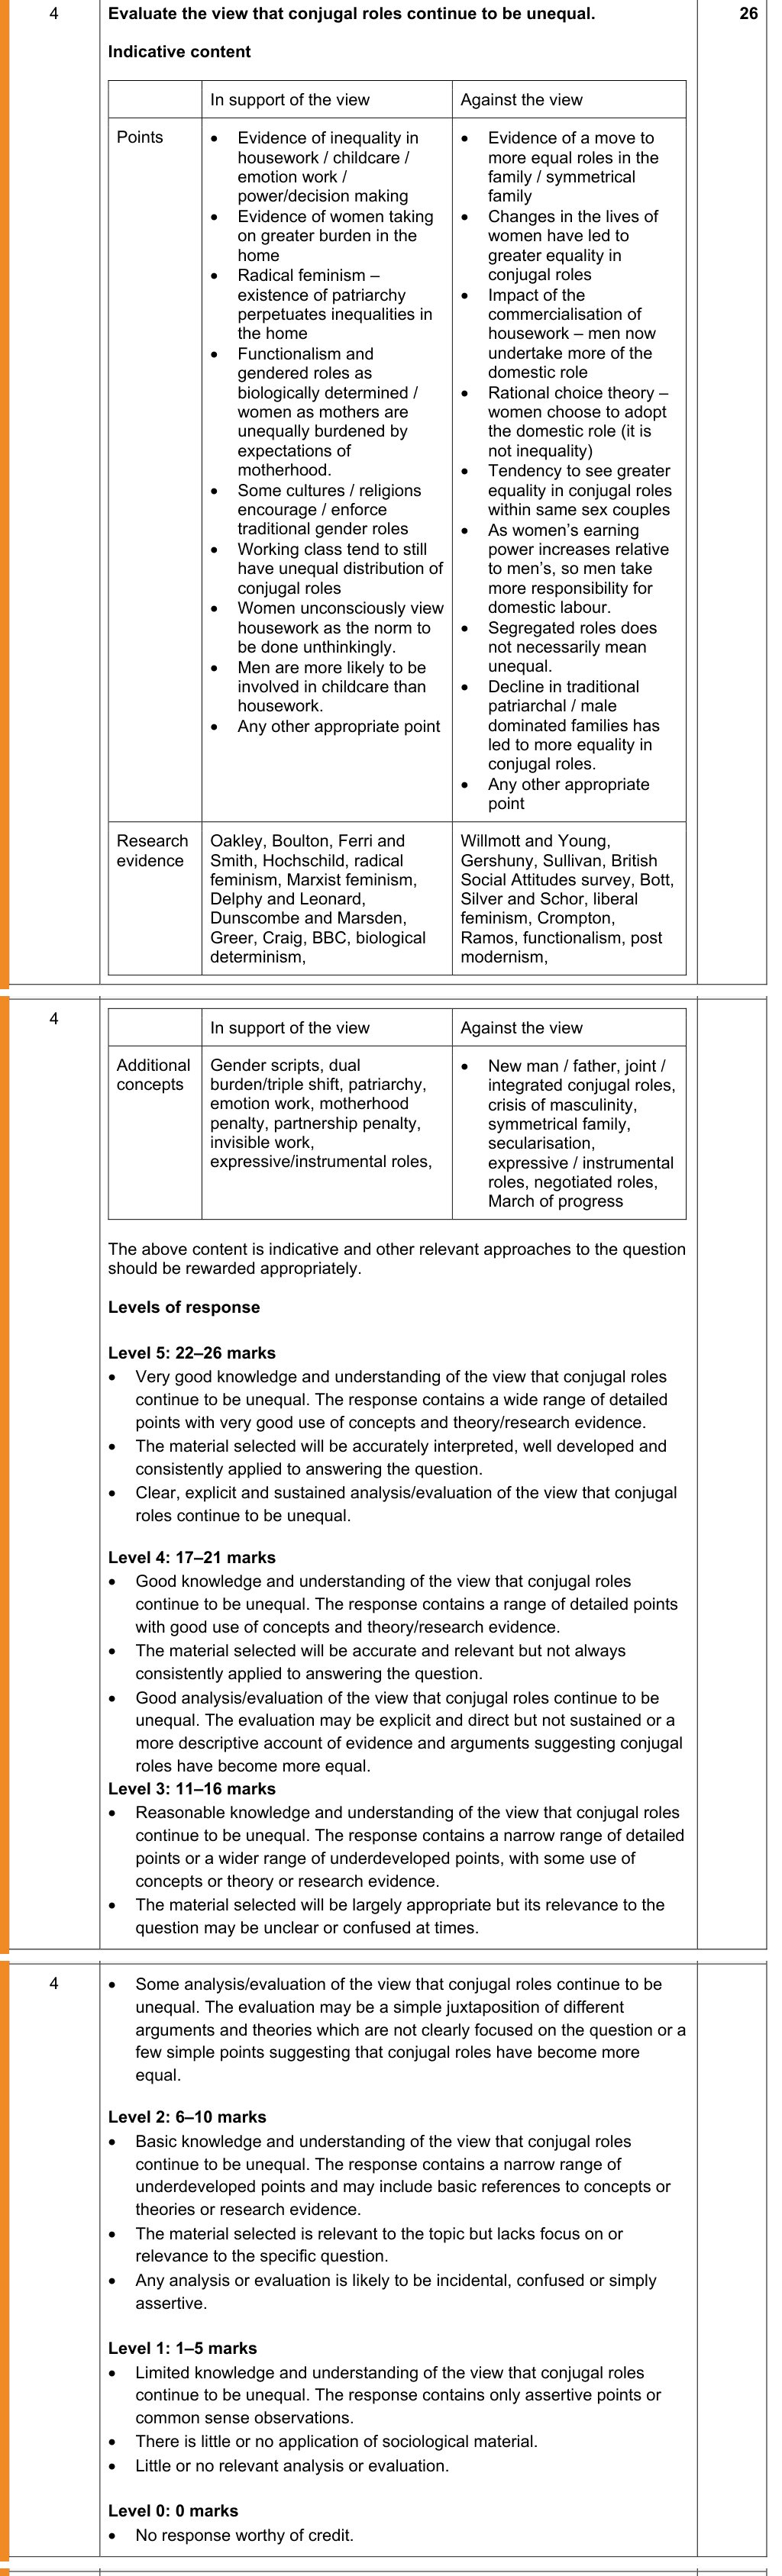 4
Evaluate the view that conjugal roles continue to be unequal.
26
Indicative content
In support of the view
Against the view
Points
• Evidence of inequality in
housework / childcare /
emotion work /
power/decision making
• Evidence of women taking
on greater burden in the
home
• Radical feminism –
existence of patriarchy
perpetuates inequalities in
the home
• Functionalism and
gendered roles as
biologically determined /
women as mothers are
unequally burdened by
expectations of
motherhood.
• Some cultures / religions
encourage / enforce
traditional gender roles
• Working class tend to still
have unequal distribution of
conjugal roles
• Women unconsciously view
housework as the norm to
be done unthinkingly.
• Men are more likely to be
involved in childcare than
housework.
• Any other appropriate point
• Evidence of a move to
more equal roles in the
family / symmetrical
family
• Changes in the lives of
women have led to
greater equality in
conjugal roles
• Impact of the
commercialisation of
housework – men now
undertake more of the
domestic role
• Rational choice theory –
women choose to adopt
the domestic role (it is
not inequality)
• Tendency to see greater
equality in conjugal roles
within same sex couples
• As women's earning
power increases relative
to men's, so men take
more responsibility for
domestic labour.
• Segregated roles does
not necessarily mean
unequal.
• Decline in traditional
patriarchal / male
dominated families has
led to more equality in
conjugal roles.
• Any other appropriate
point
Research
evidence
Oakley, Boulton, Ferri and
Smith, Hochschild, radical
feminism, Marxist feminism,
Delphy and Leonard,
Dunscombe and Marsden,
Greer, Craig, BBC, biological
determinism,
Willmott and Young,
Gershuny, Sullivan, British
Social Attitudes survey, Bott,
Silver and Schor, liberal
feminism, Crompton,
Ramos, functionalism, post
modernism,
4
In support of the view
Against the view
Additional
concepts
Gender scripts, dual
burden/triple shift, patriarchy,
emotion work, motherhood
penalty, partnership penalty,
invisible work,
expressive/instrumental roles,
• New man / father, joint /
integrated conjugal roles,
crisis of masculinity,
symmetrical family,
secularisation,
expressive / instrumental
roles, negotiated roles,
March of progress
The above content is indicative and other relevant approaches to the question
should be rewarded appropriately.
Levels of response
Level 5: 22–26 marks
• Very good knowledge and understanding of the view that conjugal roles
continue to be unequal. The response contains a wide range of detailed
points with very good use of concepts and theory/research evidence.
• The material selected will be accurately interpreted, well developed and
consistently applied to answering the question.
• Clear, explicit and sustained analysis/evaluation of the view that conjugal
roles continue to be unequal.
Level 4: 17–21 marks
• Good knowledge and understanding of the view that conjugal roles
continue to be unequal. The response contains a range of detailed points
with good use of concepts and theory/research evidence.
• The material selected will be accurate and relevant but not always
consistently applied to answering the question.
• Good analysis/evaluation of the view that conjugal roles continue to be
unequal. The evaluation may be explicit and direct but not sustained or a
more descriptive account of evidence and arguments suggesting conjugal
roles have become more equal.
Level 3: 11–16 marks
• Reasonable knowledge and understanding of the view that conjugal roles
continue to be unequal. The response contains a narrow range of detailed
points or a wider range of underdeveloped points, with some use of
concepts or theory or research evidence.
• The material selected will be largely appropriate but its relevance to the
question may be unclear or confused at times.
4
• Some analysis/evaluation of the view that conjugal roles continue to be
unequal. The evaluation may be a simple juxtaposition of different
arguments and theories which are not clearly focused on the question or a
few simple points suggesting that conjugal roles have become more
equal.
Level 2: 6–10 marks
• Basic knowledge and understanding of the view that conjugal roles
continue to be unequal. The response contains a narrow range of
underdeveloped points and may include basic references to concepts or
theories or research evidence.
• The material selected is relevant to the topic but lacks focus on or
relevance to the specific question.
• Any analysis or evaluation is likely to be incidental, confused or simply
assertive.
Level 1: 1–5 marks
• Limited knowledge and understanding of the view that conjugal roles
continue to be unequal. The response contains only assertive points or
common sense observations.
• There is little or no application of sociological material.
• Little or no relevant analysis or evaluation.
Level 0: 0 marks
• No response worthy of credit.